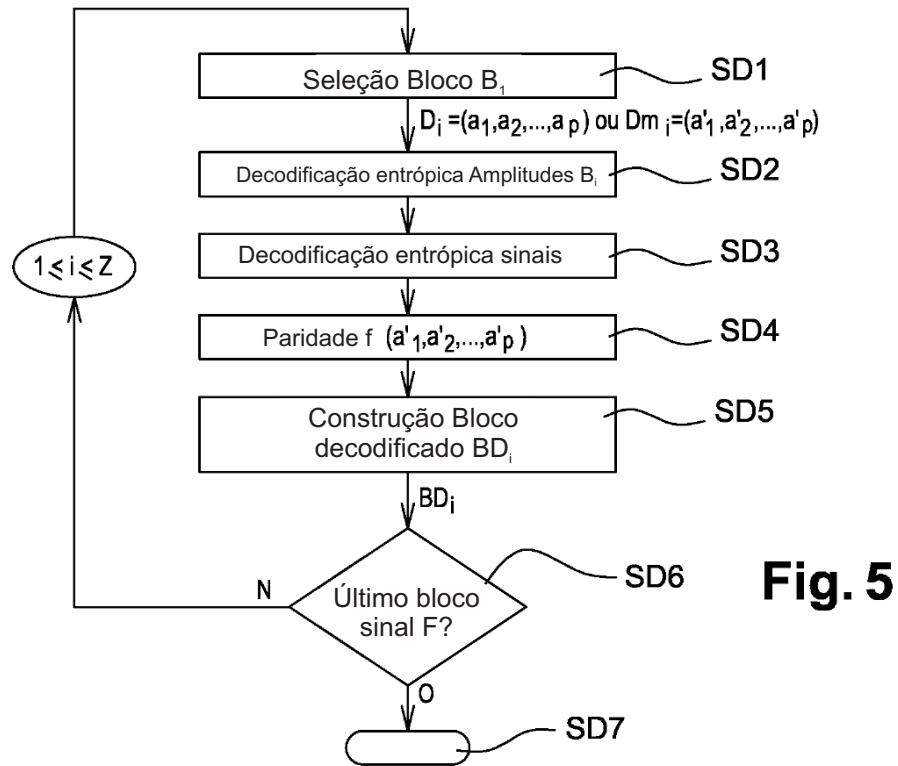 Seleção Bloco B₁ SD1
Dᵢ =(a₁,a₂,...,aₚ) ou Dmᵢ=(a'₁,a'₂,...,a'ₚ)
Decodificação entrópica Amplitudes Bᵢ SD2
Decodificação entrópica sinais SD3
1≤i≤Z
Paridade f (a'₁,a'₂,...,a'ₚ) SD4
Construção Bloco SD5
decodificado BDᵢ
BDᵢ
N
Último bloco SD6
sinal F?
Fig. 5
O
SD7